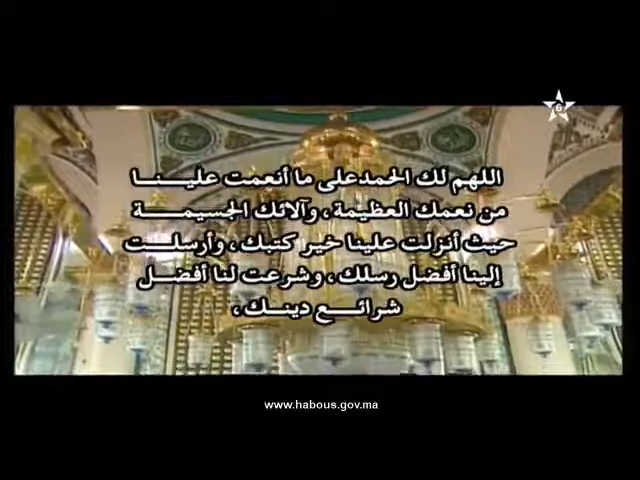 6
اللهم لك الحمد على ما أنعمت علينا
من نعمك العظيمة ، وآلائك الجسيمة
حيث أنزلت علينا خير كتبك ، وأرسلت
إلينا أفضل رسلك ، وشرعت لنا أفضل
شرائع دينك ،
www.habous.gov.ma